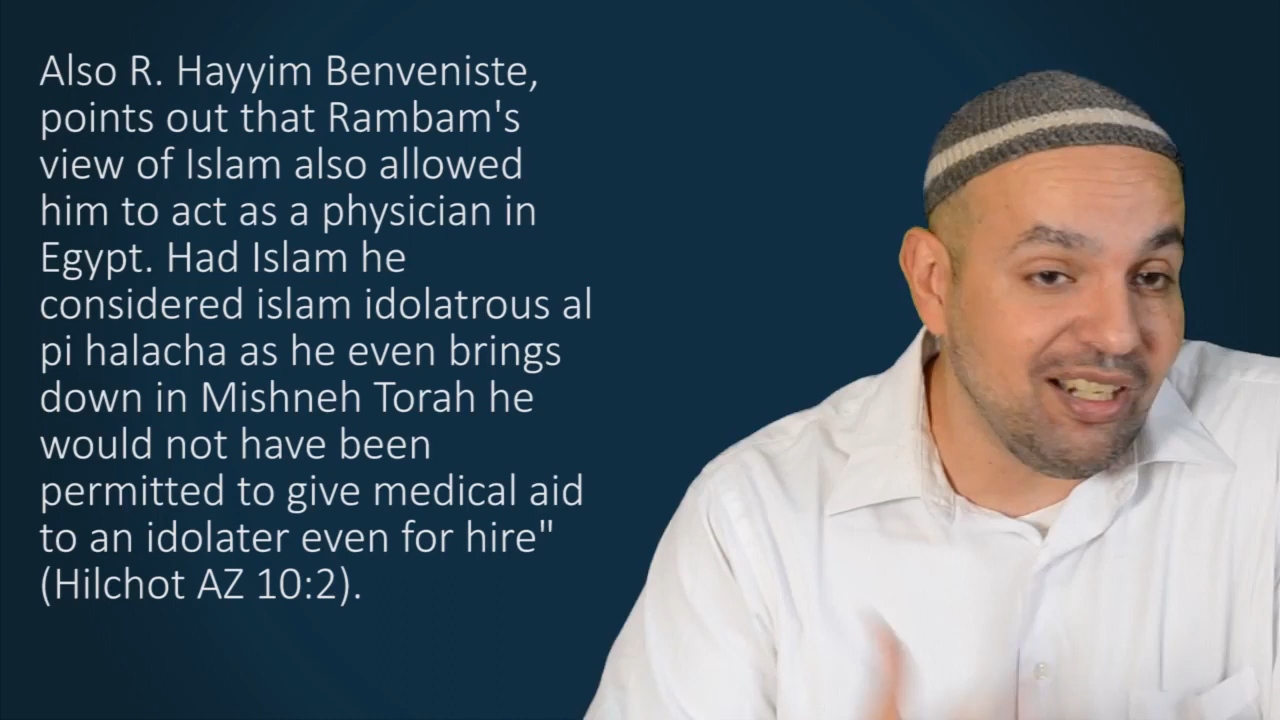 Also R. Hayyim Benveniste,
points out that Rambam's
view of Islam also allowed
him to act as a physician in
Egypt. Had Islam he
considered islam idolatrous al
pi halacha as he even brings
down in Mishneh Torah he
would not have been
permitted to give medical aid
to an idolater even for hire"
(Hilchot AZ 10:2).